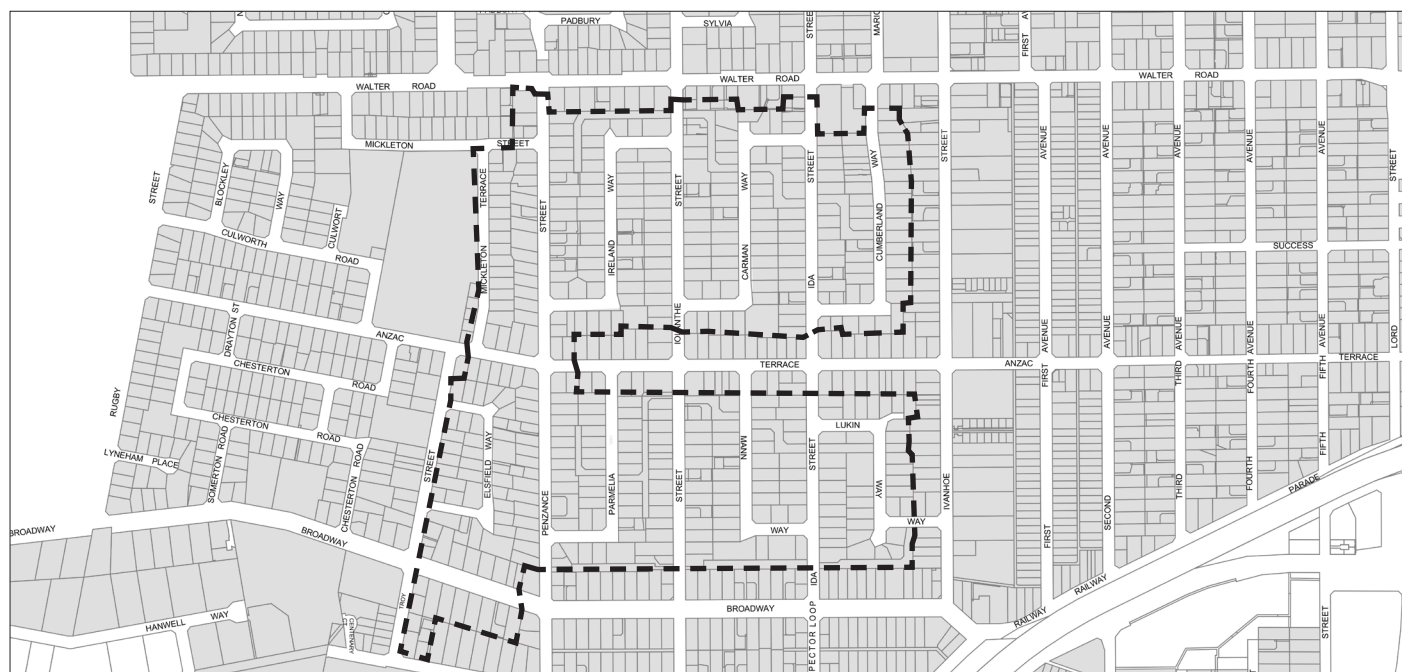 PADBURY
SYLVIA
STREET
FIRST
WALTER ROAD
WALTER ROAD
WALTER ROAD
MICKLETON
STREET
STREET
BLOCKLEY
WAY
CULWORT
CULWORTH
ROAD
MICKLETON
TERRACE
STREET
IRELAND
WAY
STREET
CARMAN
WAY
IDA
STREET
CUMBERLAND
WAY
STREET
AVENUE
AVENUE
AVENUE
AVENUE
AVENUE
STREET
SUCCESS
DRAYTON ST
ANZAC
TERRACE
ANZAC
TERRACE
CHESTERTON
ROAD
CHESTERTON
ROAD
RUGBY
LYNEHAM PLACE
SOMERTON
ROAD
CHESTERTON
ROAD
STREET
ELSFIELD
WAY
PENZANCE
PARMELIA
STREET
MANN
STREET
LUKIN
WAY
WAY
WAY
IVANHOE
FIRST
AVENUE
FIRST
SECOND
AVENUE
THIRD
THIRD
AVENUE
FOURTH
FOURTH
AVENUE
FIFTH
FIFTH
AVENUE
LORD
BROADWAY
BROADWAY
BROADWAY
TROY
CENTENARY
CT
HANWELL WAY
IDA
PECTOR LOOP
RAILWAY
RAILWAY
PARADE
STREET